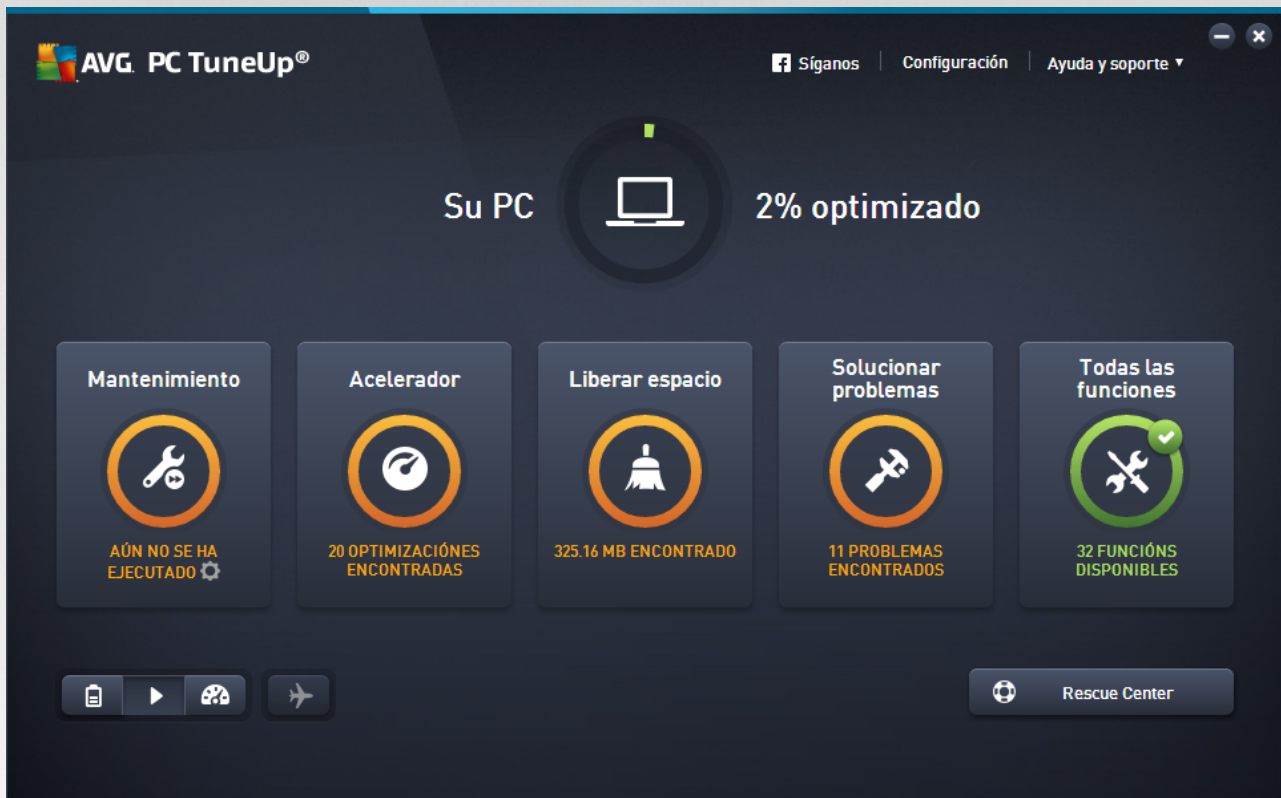 AVG PC TuneUp®
Síganos
Configuración
Ayuda y soporte
Su PC
2% optimizado
Mantenimiento
AÚN NO SE HA
EJECUTADO
Acelerador
20 OPTIMIZACIÓNES
ENCONTRADAS
Liberar espacio
325.16 MB ENCONTRADO
Solucionar
problemas
11 PROBLEMAS
ENCONTRADOS
Todas las
funciones
32 FUNCIÓNS
DISPONIBLES
Rescue Center